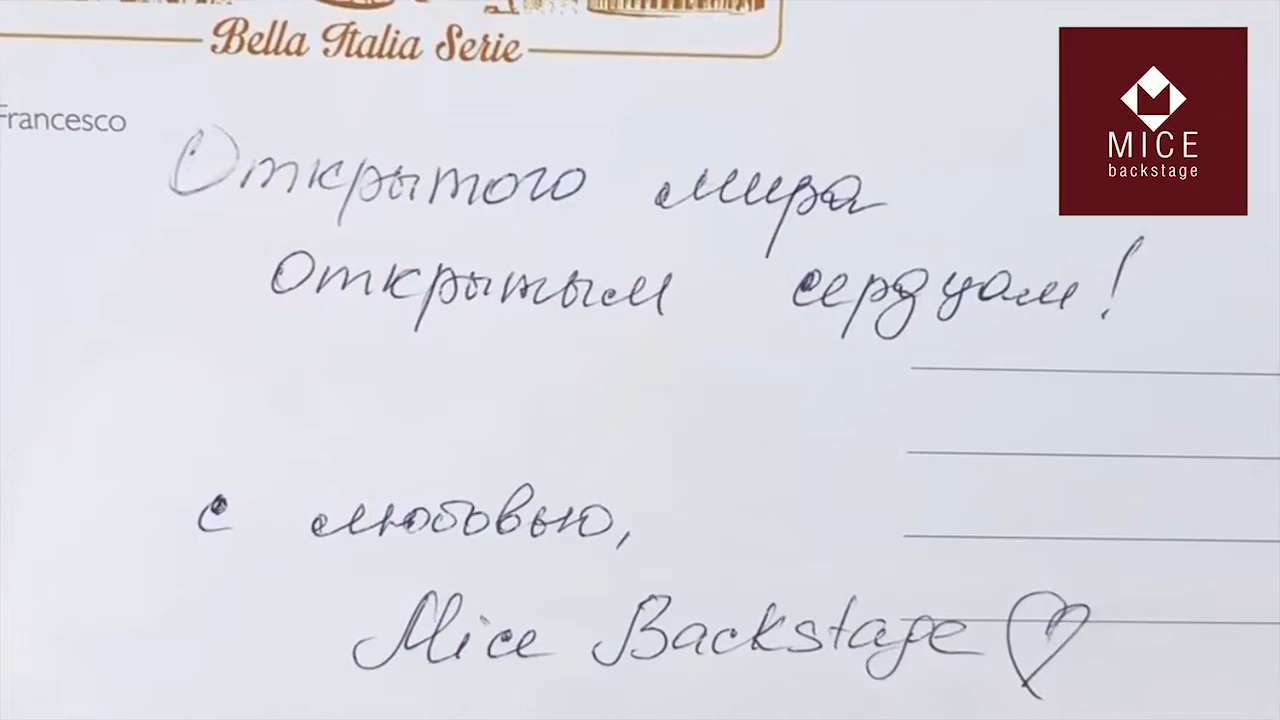 Bella Italia Serie
Francesco
MICE
backstage
Открытого мира
открытым сердцам!
с любовью,
Mice Backstage